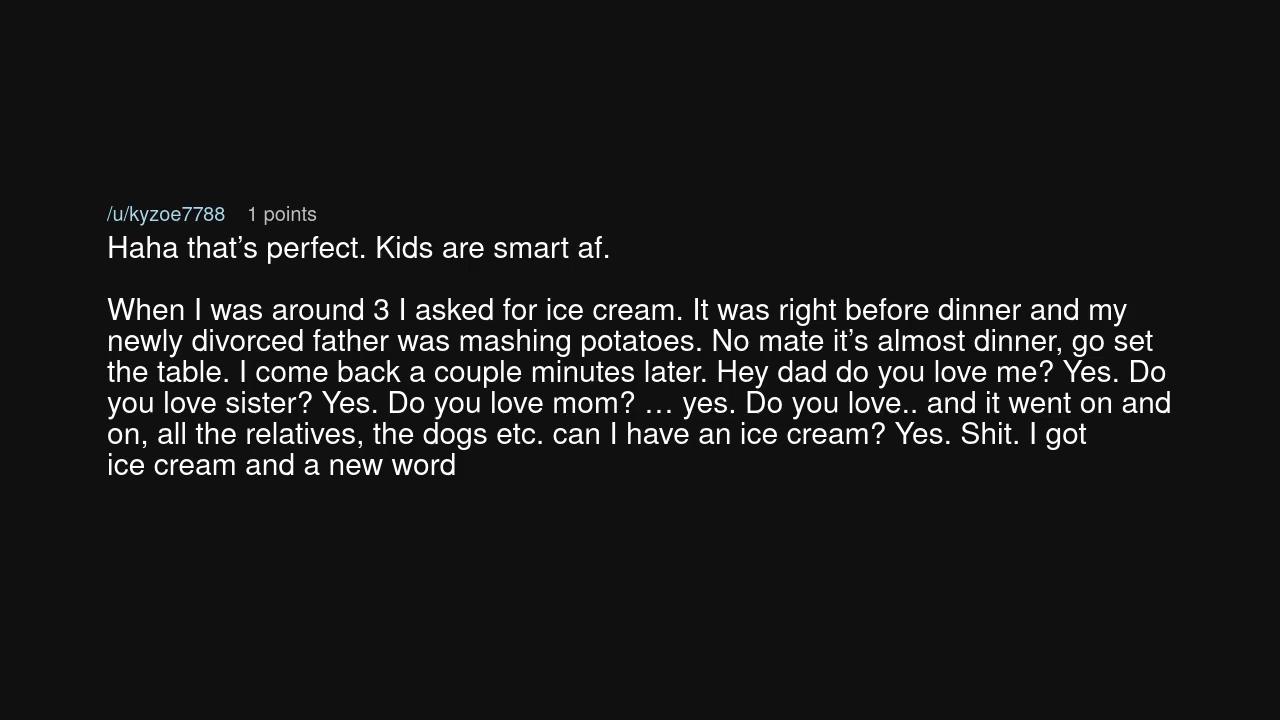 /u/kyzoe7788 1 points
Haha that’s perfect. Kids are smart af.
When I was around 3 I asked for ice cream. It was right before dinner and my
newly divorced father was mashing potatoes. No mate it’s almost dinner, go set
the table. I come back a couple minutes later. Hey dad do you love me? Yes. Do
you love sister? Yes. Do you love mom? … yes. Do you love.. and it went on and
on, all the relatives, the dogs etc. can I have an ice cream? Yes. Shit. I got
ice cream and a new word